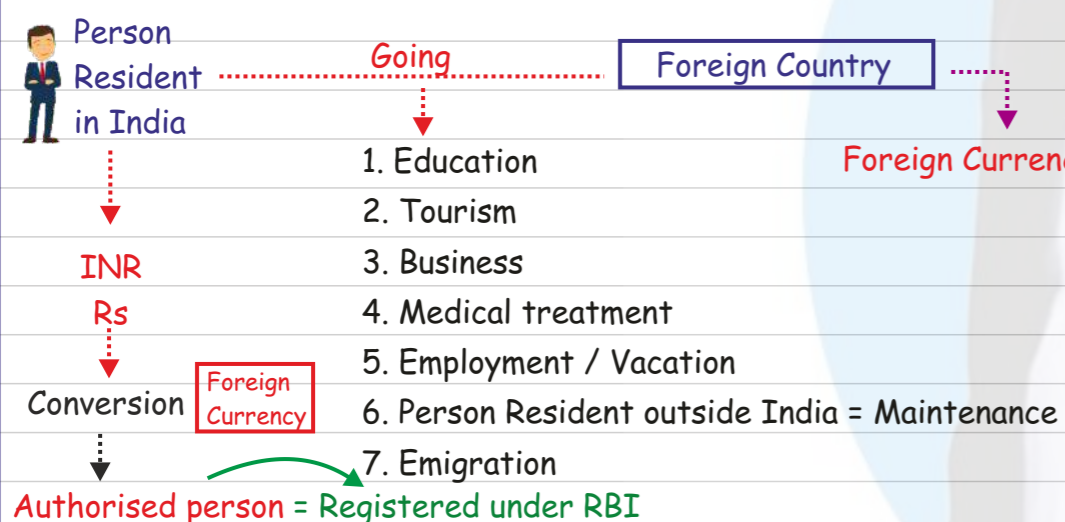 Person
Resident
in India
Going
Foreign Country
1. Education
Foreign Curren
2. Tourism
INR
3. Business
Rs
4. Medical treatment
5. Employment / Vacation
Conversion
Foreign
Currency
6. Person Resident outside India = Maintenance
7. Emigration
Authorised person = Registered under RBI